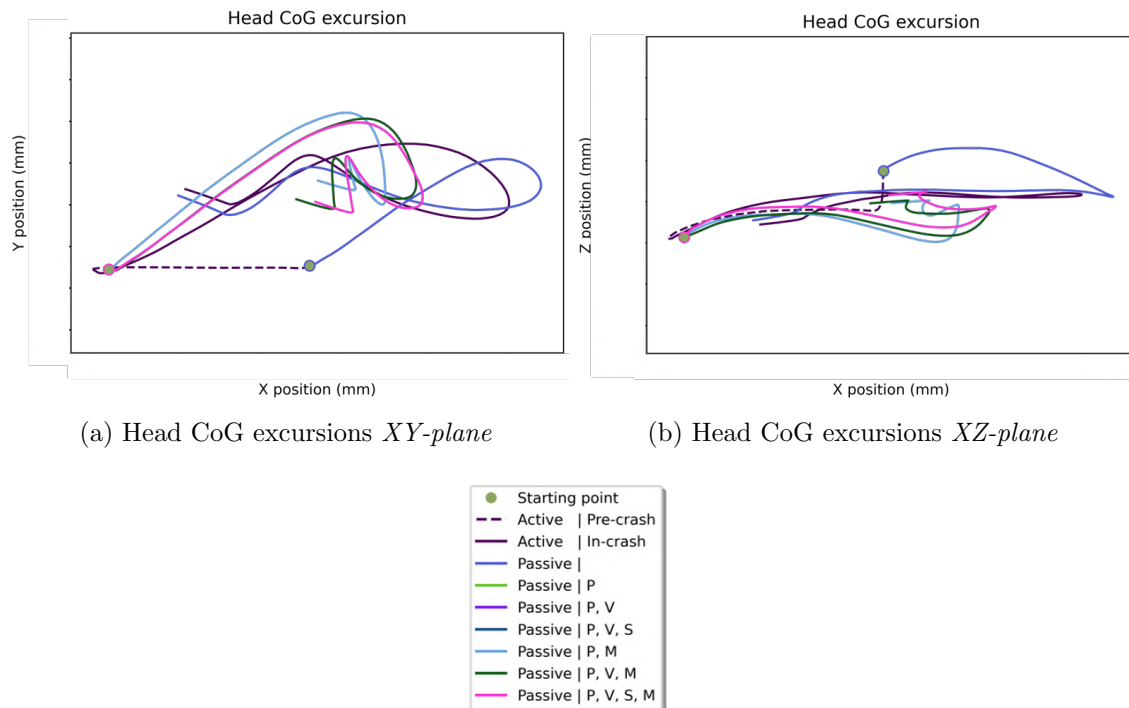 Head CoG excursion
Y position (mm)
X position (mm)
(a) Head CoG excursions XY-plane
Head CoG excursion
Z position (mm)
X position (mm)
(b) Head CoG excursions XZ-plane
Starting point
Active | Pre-crash
Active | In-crash
Passive |
Passive | P
Passive | P, V
Passive | P, V, S
Passive | P, M
Passive | P, V, M
Passive | P, V, S, M